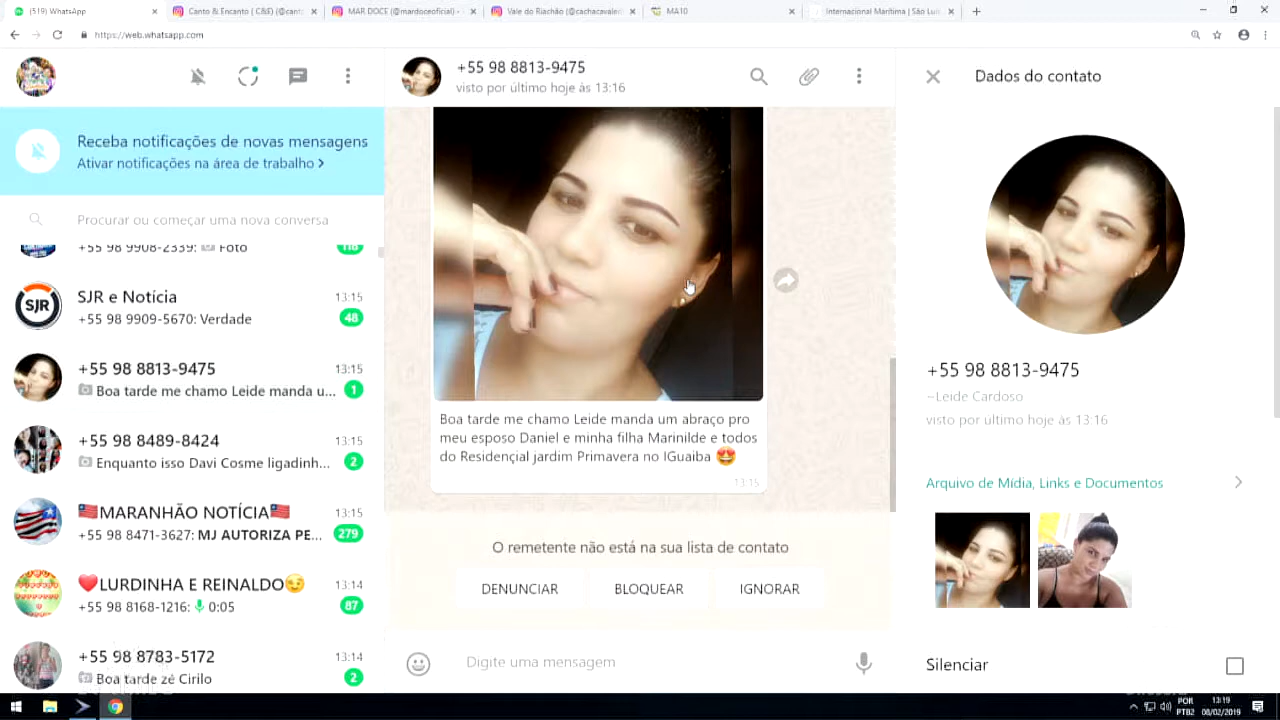 (519) WhatsApp
Canto & Encanto (C&E) (@canto
MAR DOCE (@mardoceoficial) -
Vale do Riachão (@cachacavaler
MA10
Internacional Marítima | São Luís
https://web.whatsapp.com
+55 98 8813-9475
visto por último hoje às 13:16
Dados do contato
Receba notificações de novas mensagens
Ativar notificações na área de trabalho >
Procurar ou começar uma nova conversa
+55 98 9908-2339: Foto
116
SJR
SJR e Notícia
13:15
+55 98 9909-5670: Verdade
48
+55 98 8813-9475
13:15
Boa tarde me chamo Leide manda u...
1
+55 98 8489-8424
13:15
Enquanto isso Davi Cosme ligadinh...
2
🇱🇷MARANHÃO NOTÍCIA🇱🇷
13:15
+55 98 8471-3627: MJ AUTORIZA PE...
279
❤️LURDINHA E REINALDO😏
13:14
+55 98 8168-1216: 0:05
87
+55 98 8783-5172
13:14
Boa tarde zé Cirilo
2
Boa tarde me chamo Leide manda um abraço pro
meu esposo Daniel e minha filha Marinilde e todos
do Residençial jardim Primavera no IGuaiba 😍
13:15
O remetente não está na sua lista de contato
DENUNCIAR
BLOQUEAR
IGNORAR
Digite uma mensagem
+55 98 8813-9475
~Leide Cardoso
visto por último hoje às 13:16
Arquivo de Mídia, Links e Documentos
Silenciar
POR
PTB2
13:19
08/02/2019